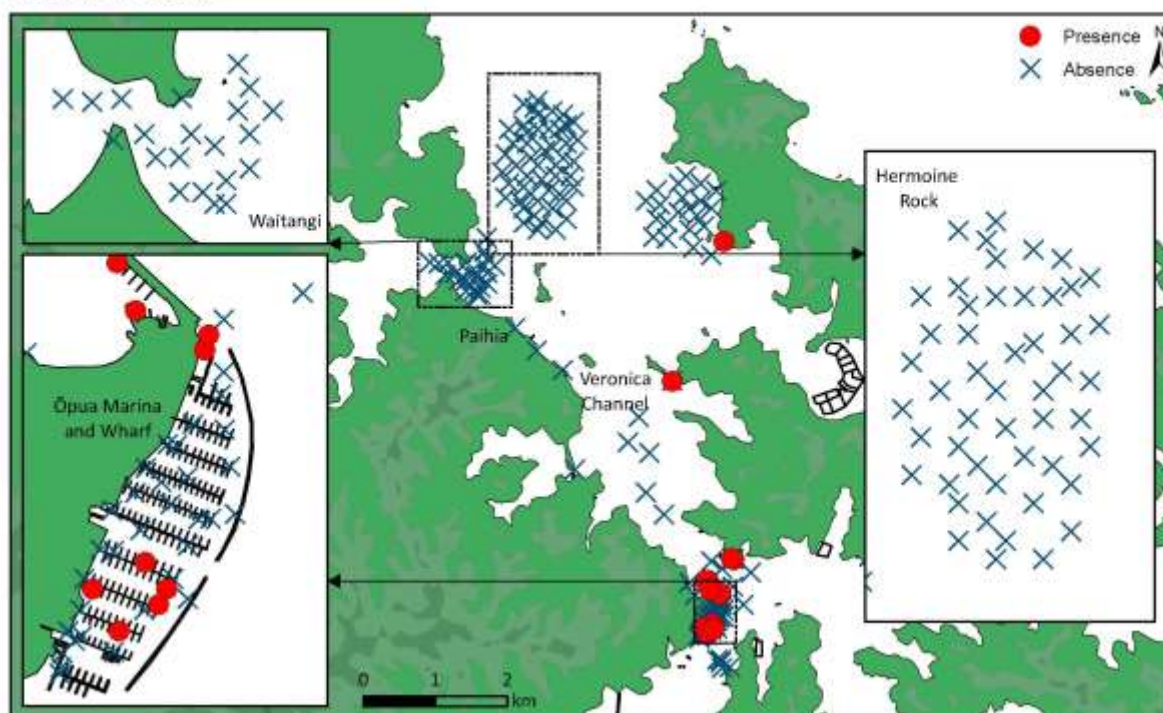 Presence
Absence
N
Waitangi
Hermoine
Rock
Paihia
Veronica
Channel
Ōpua Marina
and Wharf
0 1 2
km